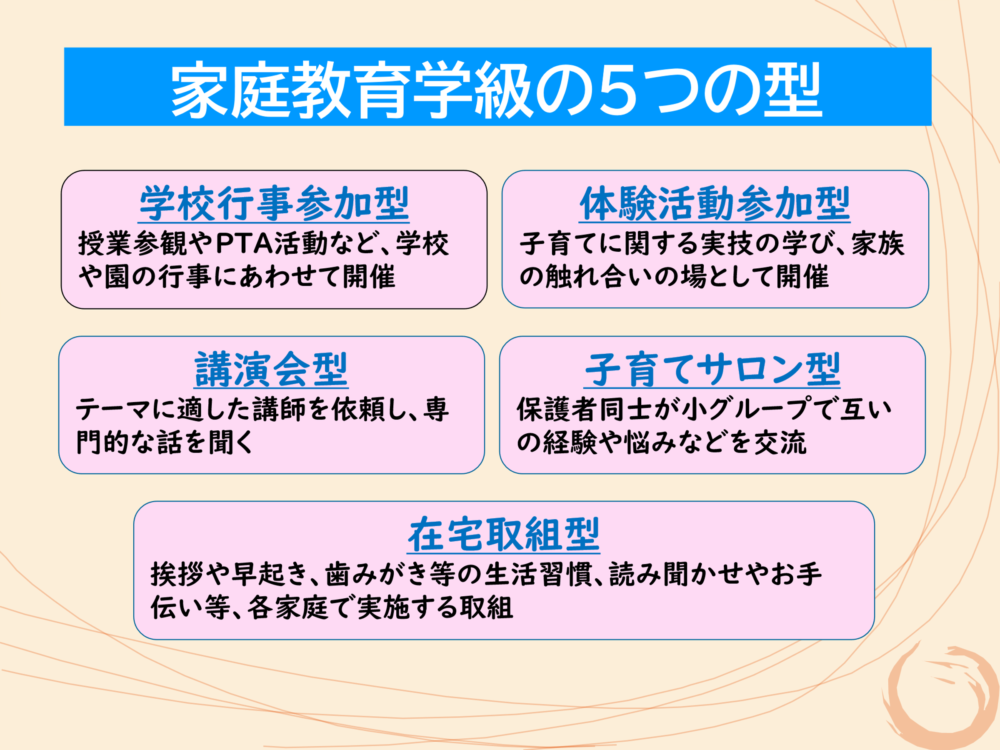 家庭教育学級の5つの型
学校行事参加型
授業参観やPTA活動など、学校
や園の行事にあわせて開催
体験活動参加型
子育てに関する実技の学び、家族
の触れ合いの場として開催
講演会型
テーマに適した講師を依頼し、専
門的な話を聞く
子育てサロン型
保護者同士が小グループで互い
の経験や悩みなどを交流
在宅取組型
挨拶や早起き、歯みがき等の生活習慣、読み聞かせやお手
伝い等、各家庭で実施する取組